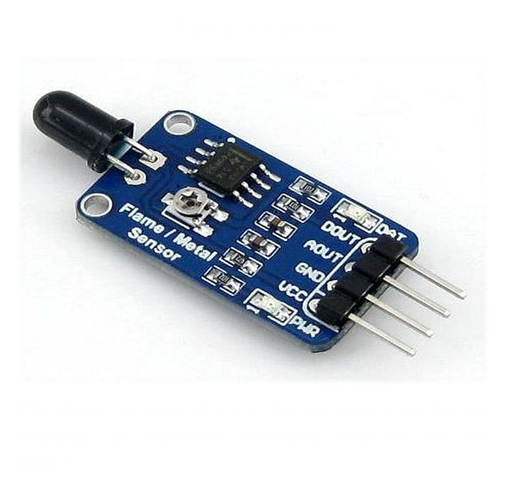 Flame / Metal
Sensor
DOUT
DAT
AOUT
GND
VCC
PWR